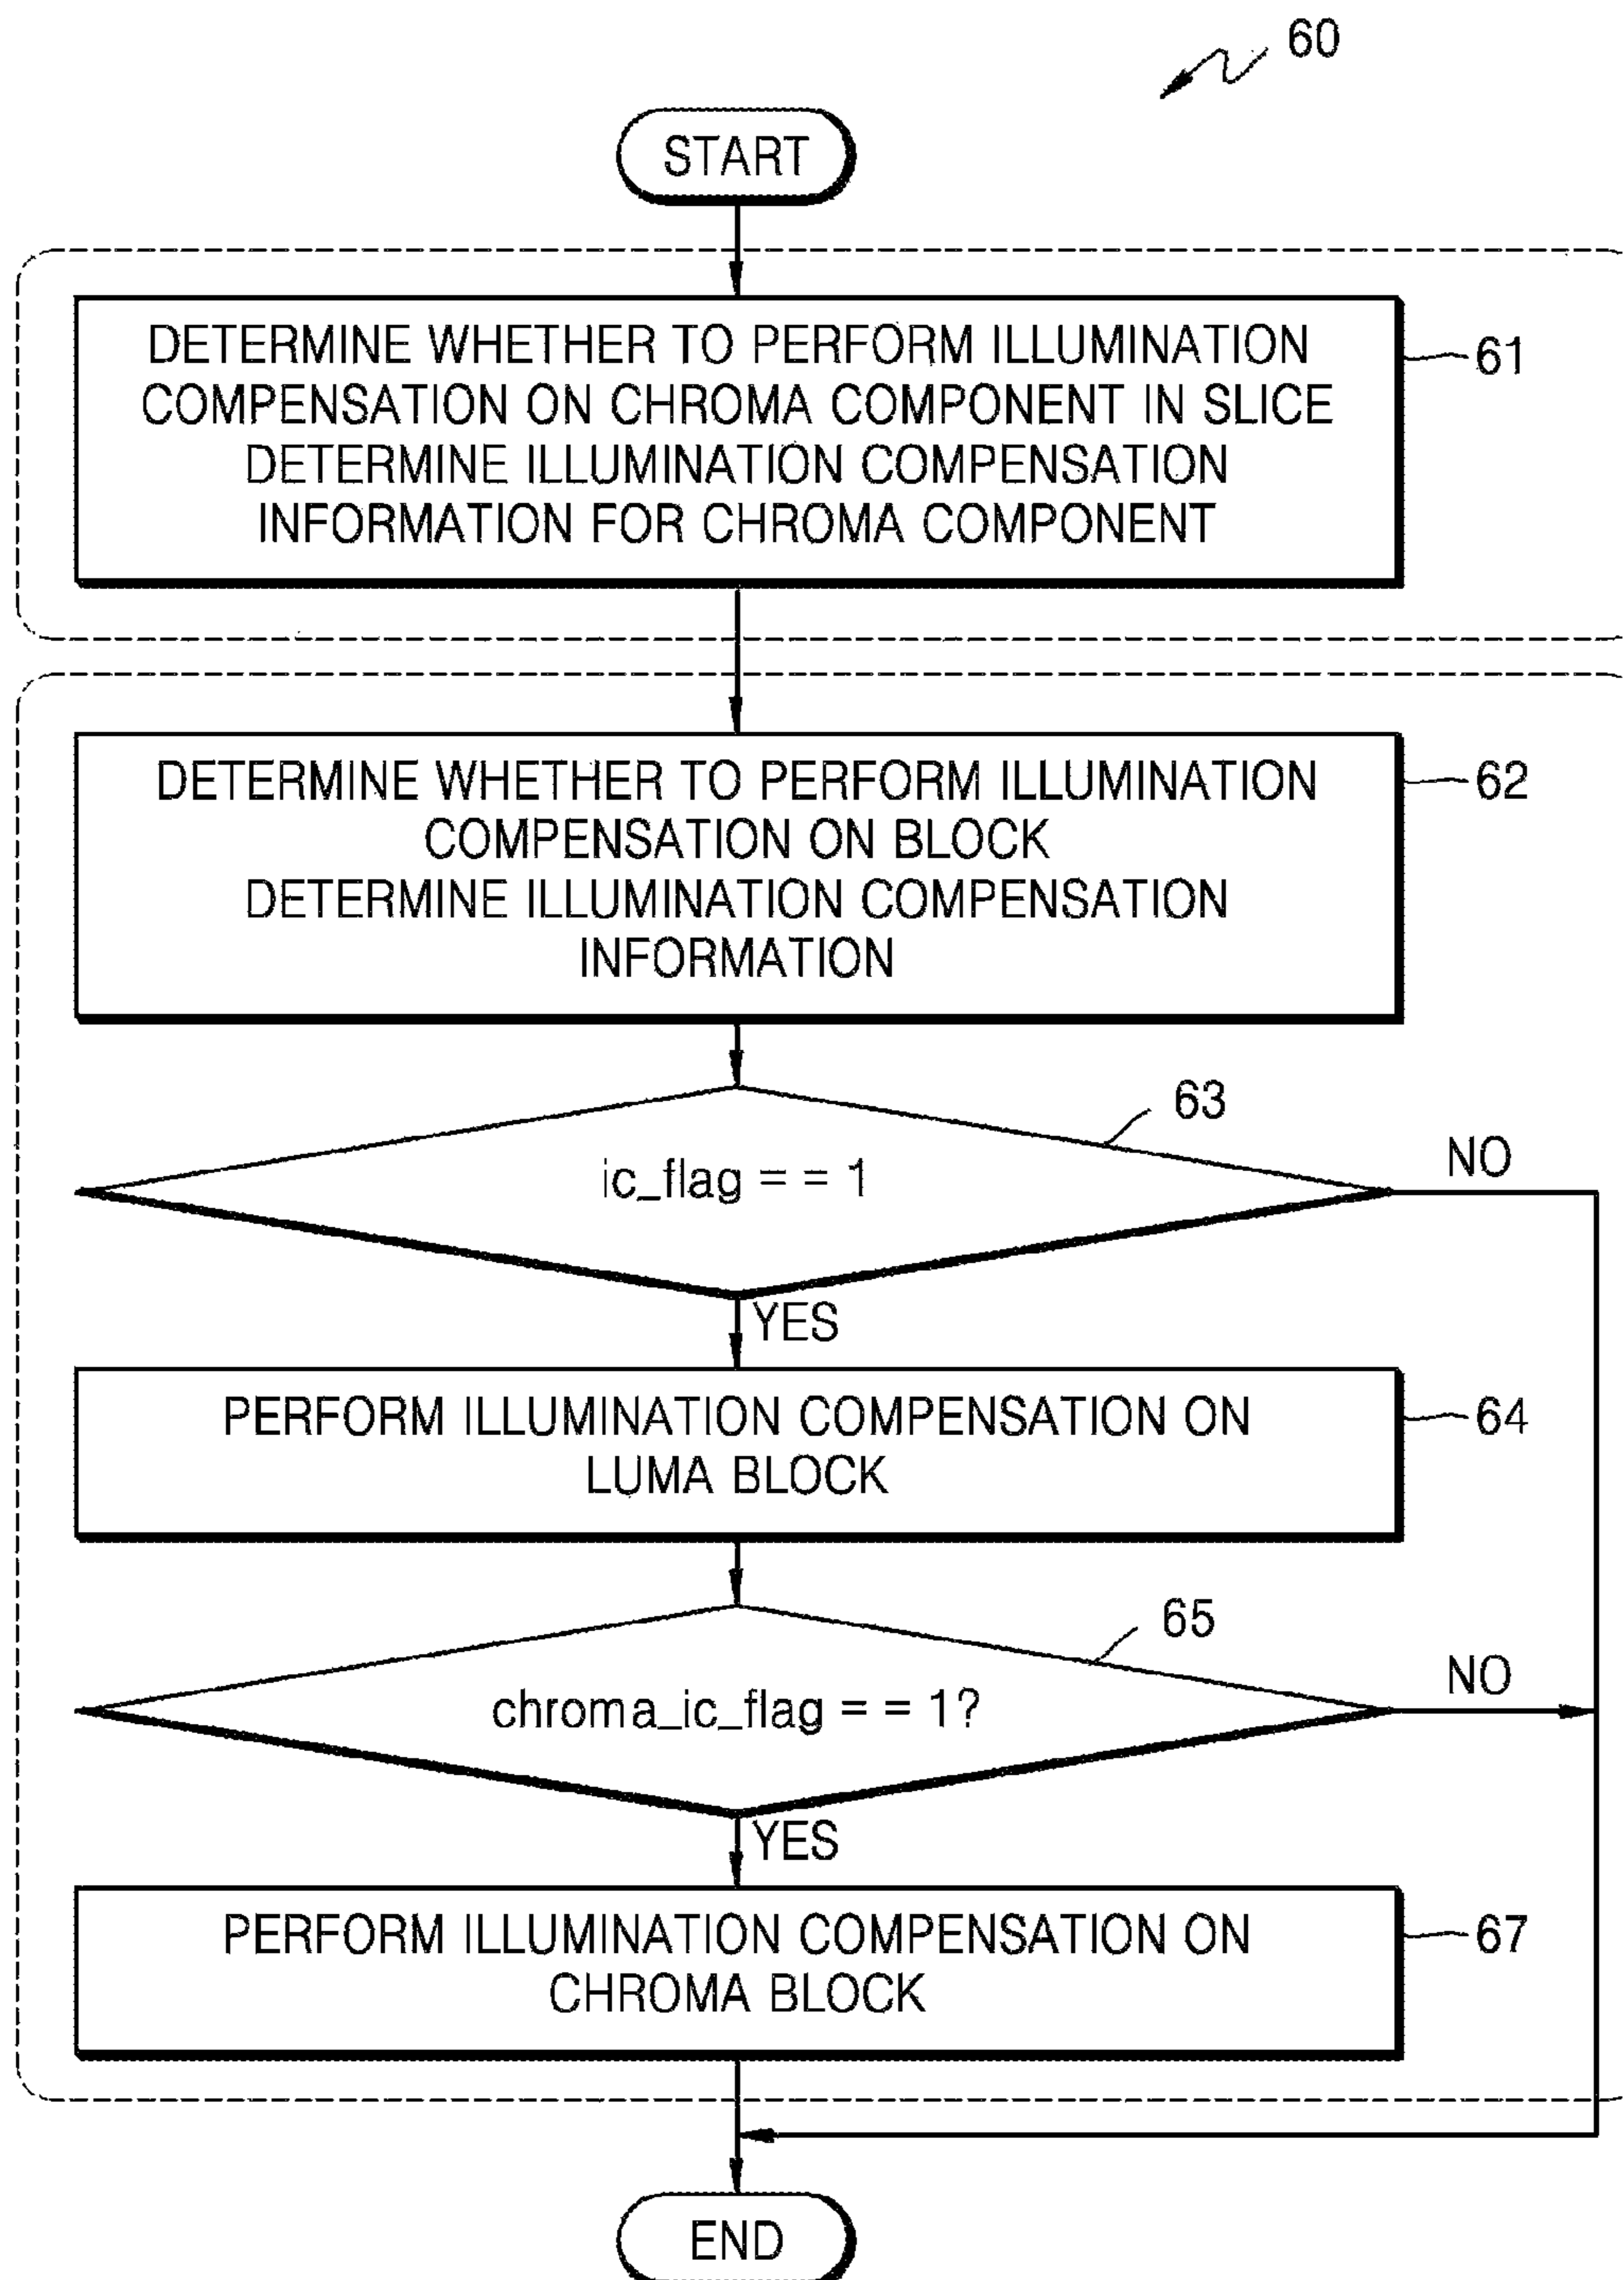 60
START
DETERMINE WHETHER TO PERFORM ILLUMINATION
COMPENSATION ON CHROMA COMPONENT IN SLICE
DETERMINE ILLUMINATION COMPENSATION
INFORMATION FOR CHROMA COMPONENT
61
DETERMINE WHETHER TO PERFORM ILLUMINATION
COMPENSATION ON BLOCK
DETERMINE ILLUMINATION COMPENSATION
INFORMATION
62
63
ic_flag = = 1
NO
YES
PERFORM ILLUMINATION COMPENSATION ON
LUMA BLOCK
64
65
chroma_ic_flag = = 1?
NO
YES
PERFORM ILLUMINATION COMPENSATION ON
CHROMA BLOCK
67
END